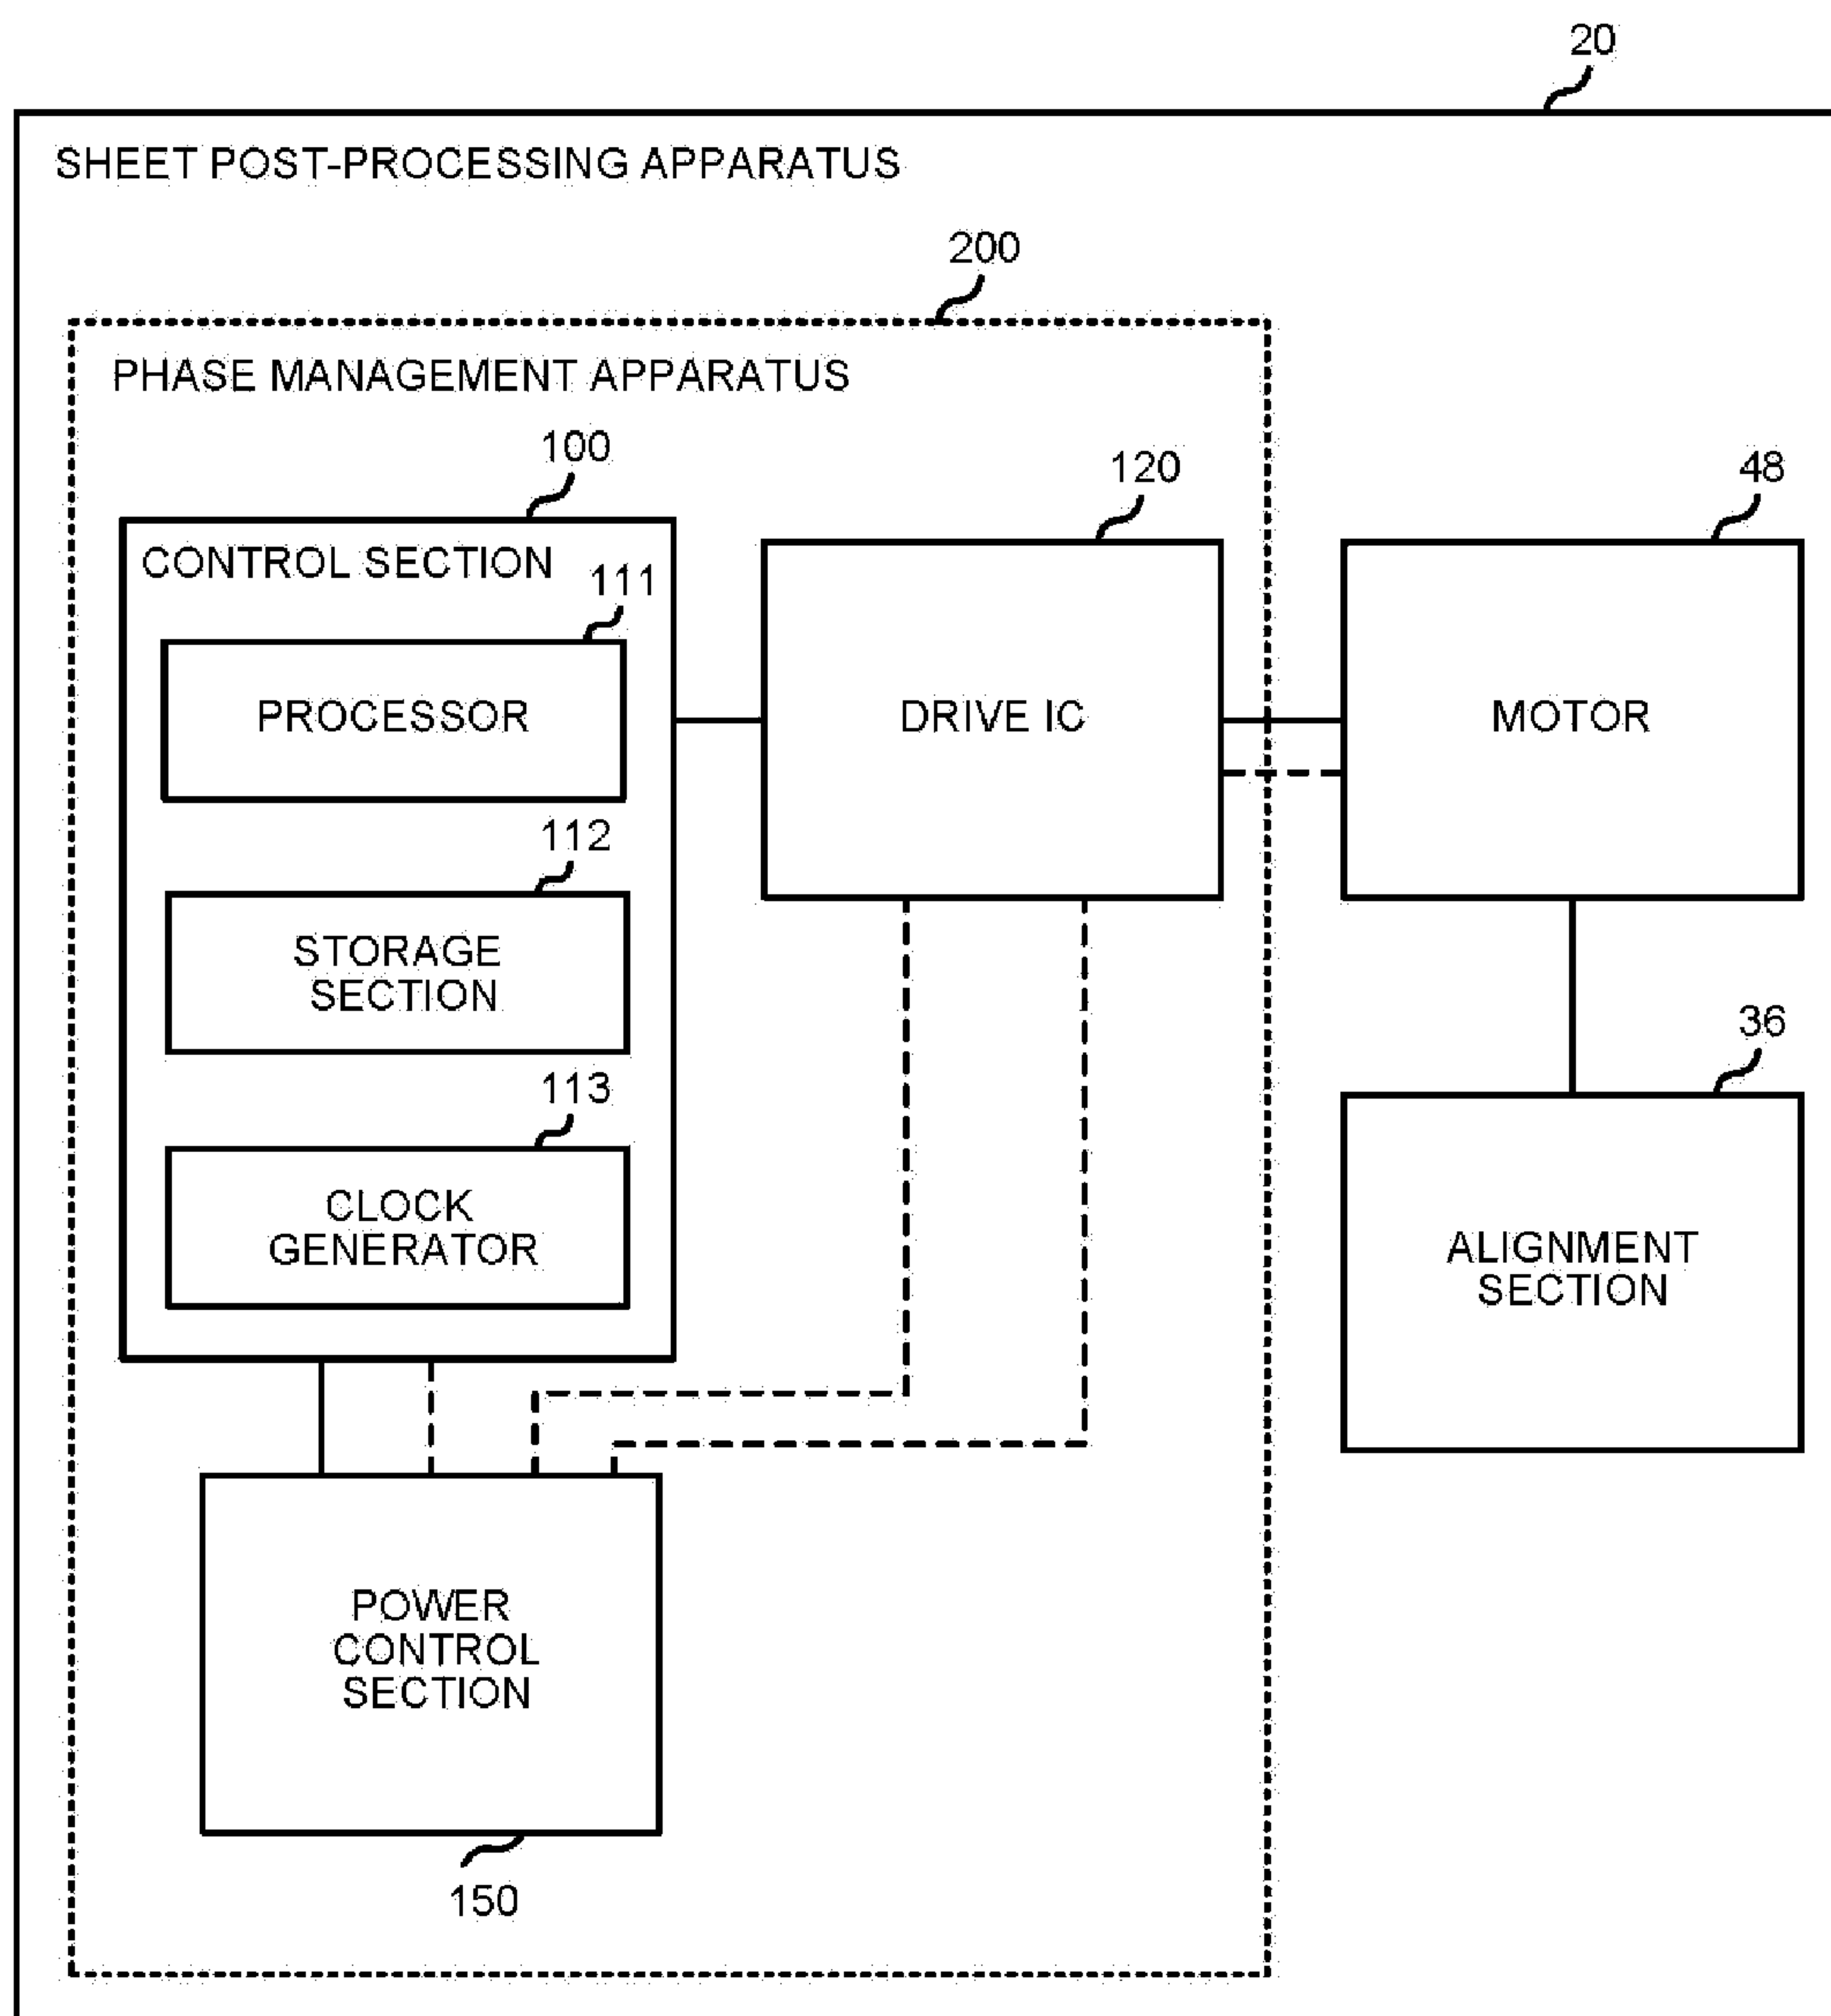 20
SHEET POST-PROCESSING APPARATUS
200
PHASE MANAGEMENT APPARATUS
100
CONTROL SECTION
111
PROCESSOR
112
STORAGE
SECTION
113
CLOCK
GENERATOR
120
DRIVE IC
48
MOTOR
36
ALIGNMENT
SECTION
POWER
CONTROL
SECTION
150